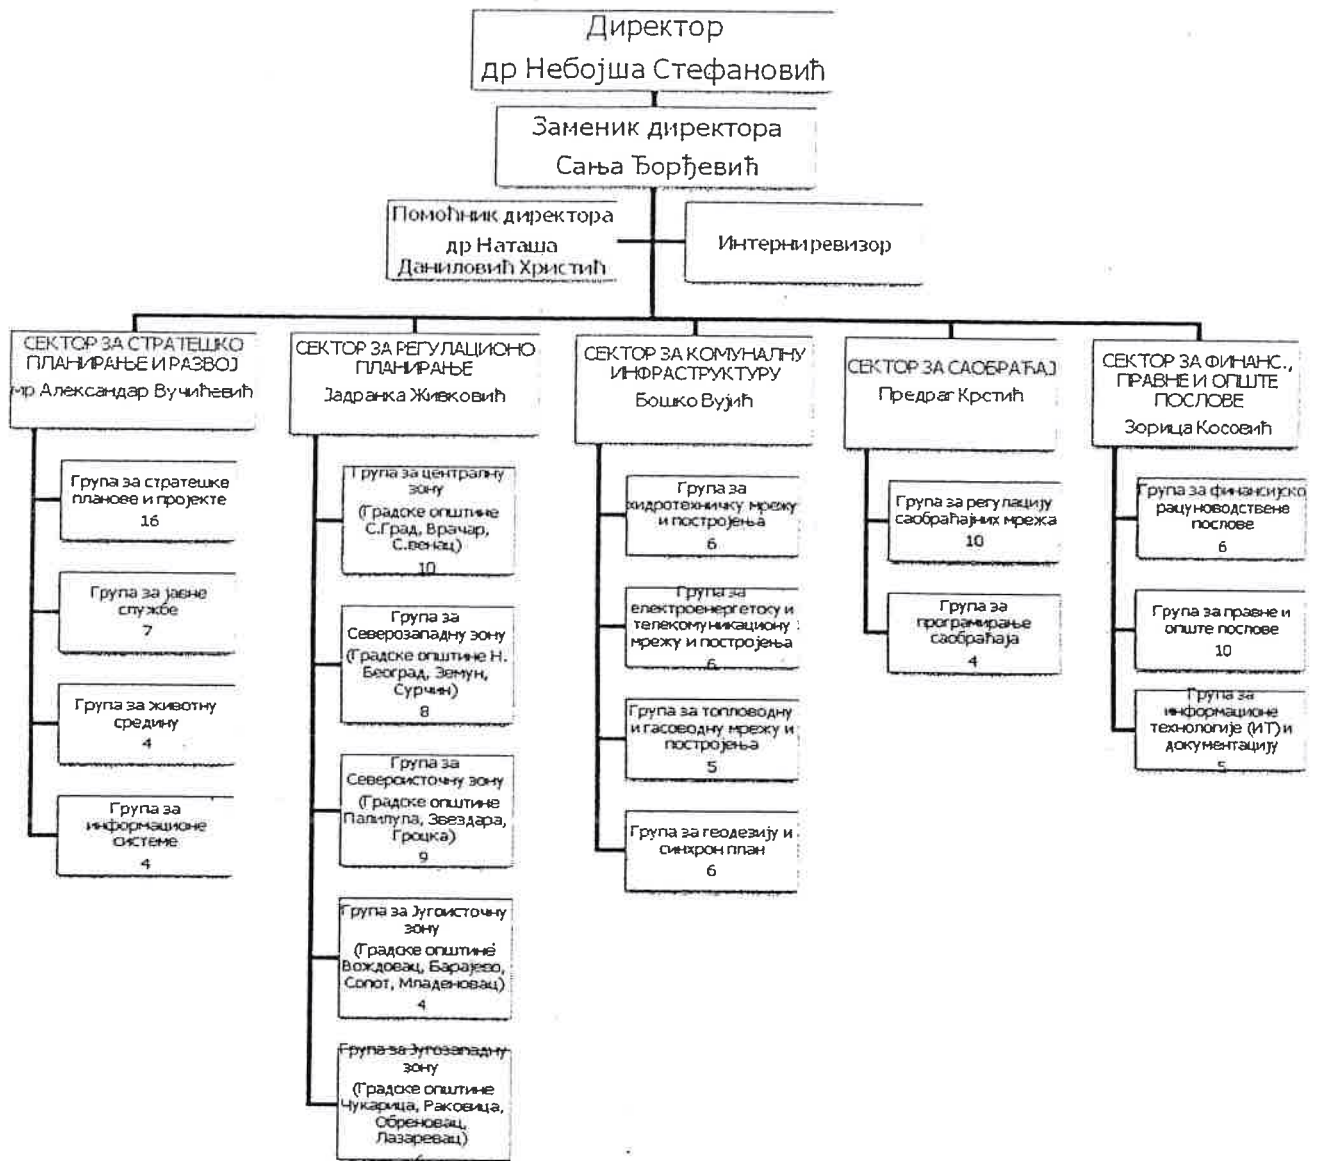 Директор
др Небојша Стефановић
Заменик директора
Сања Ђорђевић
Помоћник директора
др Наташа
Даниловић Христић
Интерни ревизор
СЕКТОР ЗА СТРАТЕШКО
ПЛАНИРАЊЕ И РАЗВОЈ
мр Александар Вучићевић
Група за стратешке
планове и пројекте
16
Група за јавне
службе
7
Група за животну
средину
4
Група за
информационе
системе
4
СЕКТОР ЗА РЕГУЛАЦИОНО
ПЛАНИРАЊЕ
Јадранка Живковић
Група за централну
зону
(Градске општине
С.Град, Врачар,
С.венац)
10
Група за
Северозападну зону
(Градске општине Н.
Београд, Земун,
Сурчин)
8
Група за
Североисточну зону
(Градске општине
Палилула, Звездара,
Гроцка)
9
Група за Југоисточну
зону
(Градске општине
Вождовац, Барајево,
Сопот, Младеновац)
4
Група за Југозападну
зону
(Градске општине
Чукарица, Раковица,
Обреновац,
Лазаревац)
СЕКТОР ЗА КОМУНАЛНУ
ИНФРАСТРУКТУРУ
Бошко Вујић
Група за
хидротехничку мрежу
и постројења
6
Група за
електроенергетску и
телекомуникациону
мрежу и постројења
6
Група за топловодну
и гасоводну мрежу и
постројења
5
Група за геодезију и
синхрон план
6
СЕКТОР ЗА САОБРАЋАЈ
Предраг Крстић
Група за регулацију
саобраћајних мрежа
10
Група за
програмирање
саобраћаја
4
СЕКТОР ЗА ФИНАНС.,
ПРАВНЕ И ОПШТЕ
ПОСЛОВЕ
Зорица Косовић
Група за финансијско
рачуноводствене
послове
6
Група за правне и
опште послове
10
Група за
информационе
технологије (ИТ) и
документацију
5